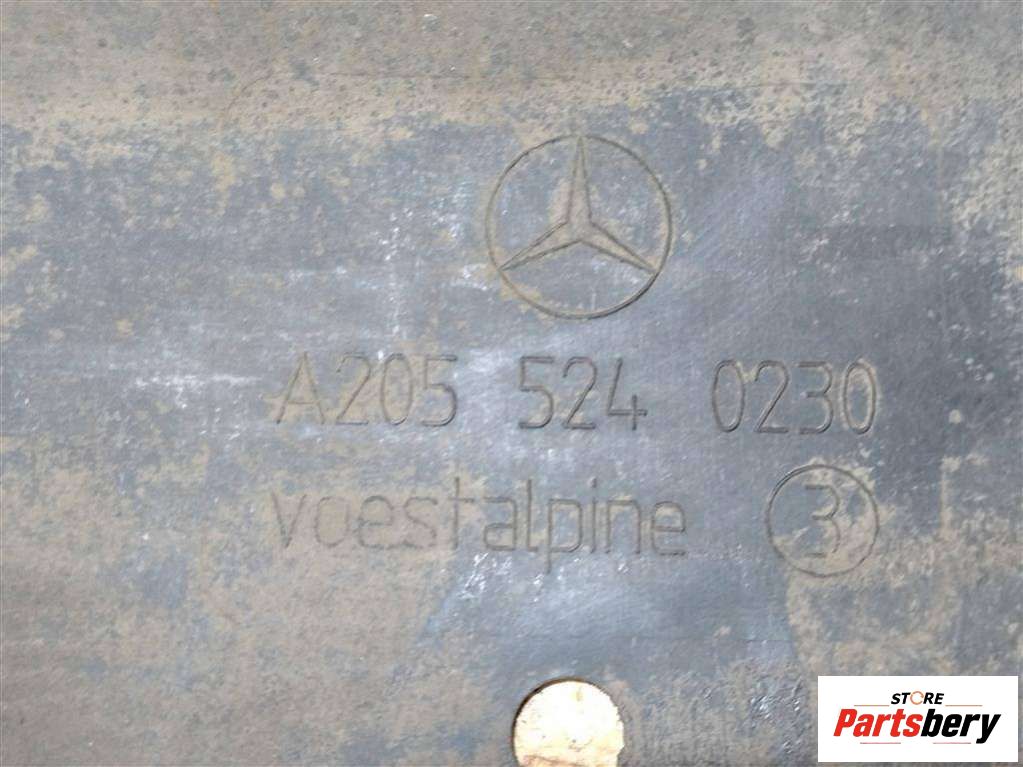 A205 524 0230
voestalpine 3
STORE
Partsbery